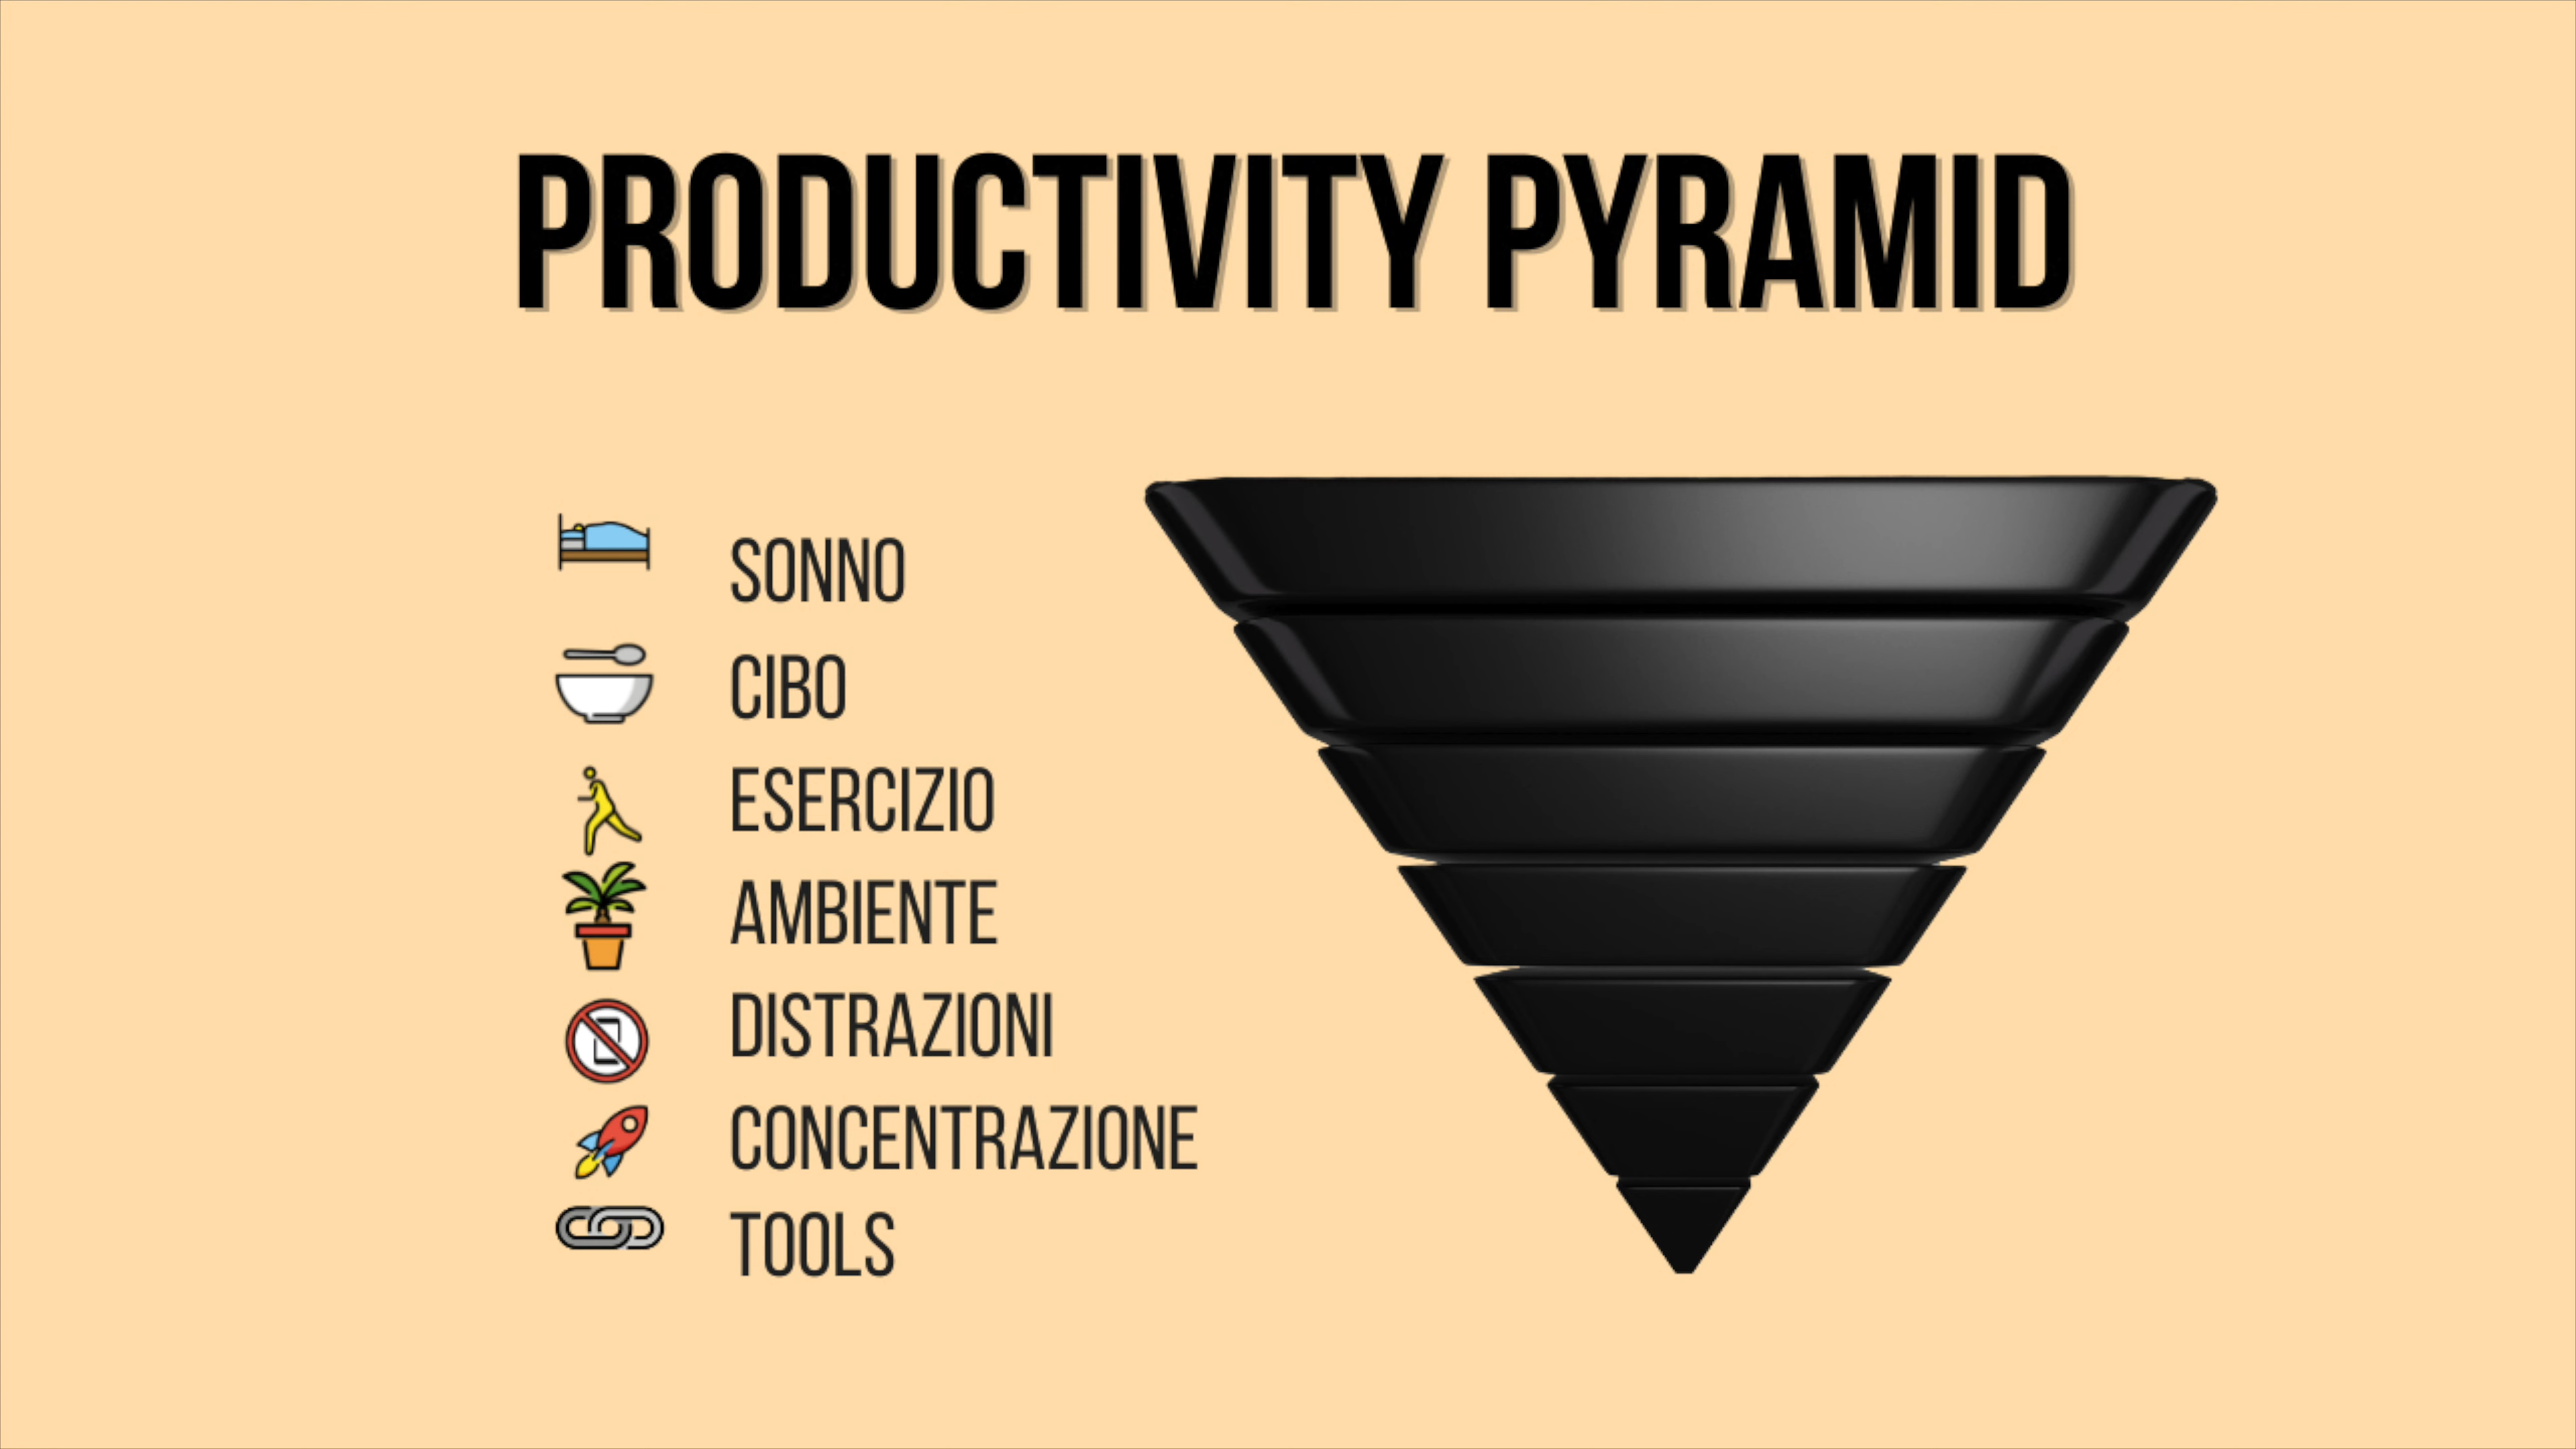 PRODUCTIVITY PYRAMID
SONNO
CIBO
ESERCIZIO
AMBIENTE
DISTRAZIONI
CONCENTRAZIONE
TOOLS